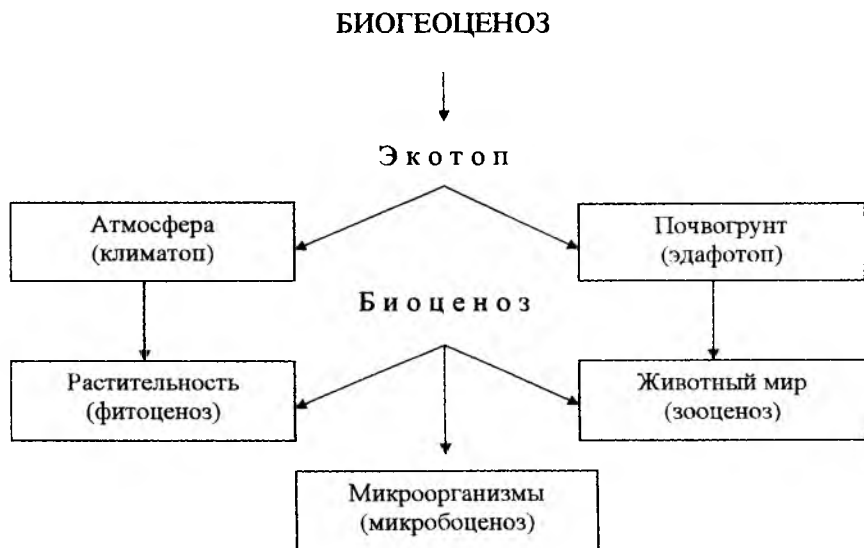 БИОГЕОЦЕНОЗ
Экотоп
Атмосфера
(климатоп)
Почвогрунт
(эдафотоп)
Биоценоз
Растительность
(фитоценоз)
Животный мир
(зооценоз)
Микроорганизмы
(микробоценоз)